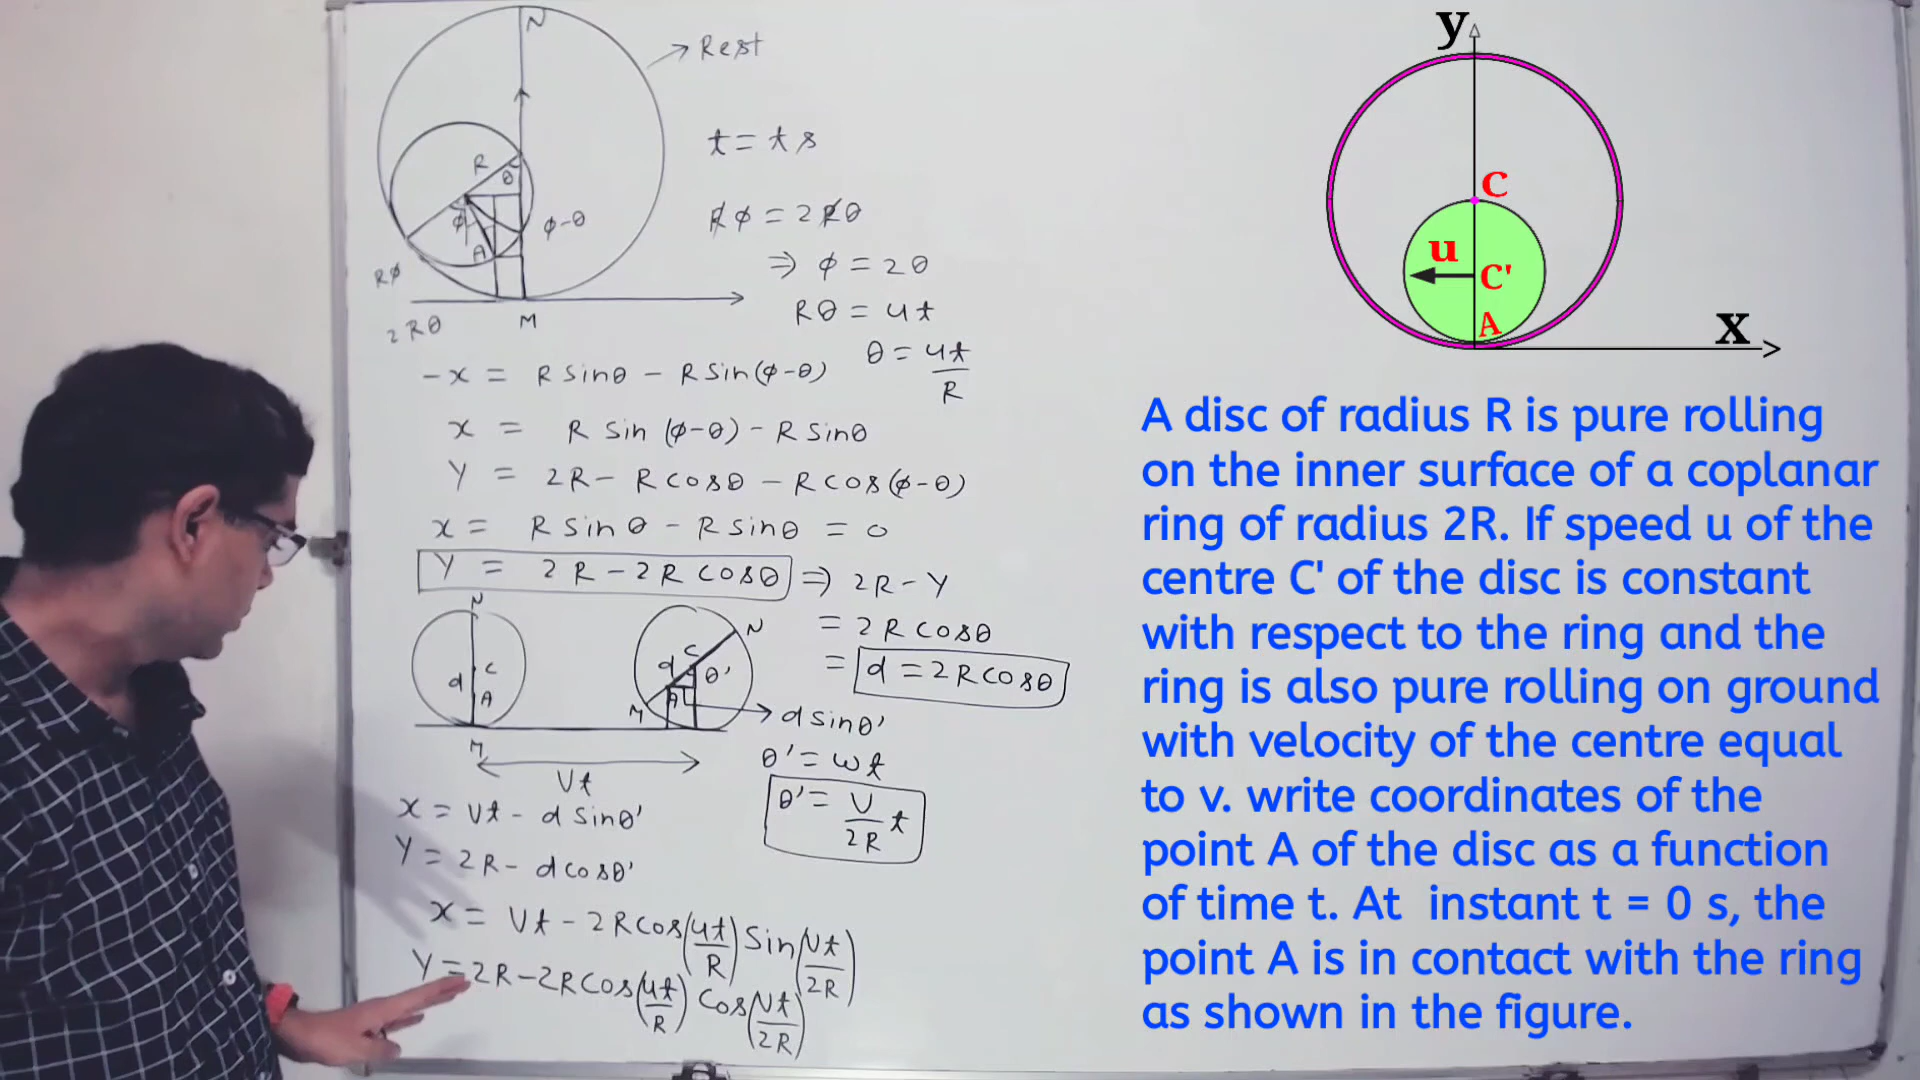 N
→ Rest
R
θ
φ
A
φ-θ
Rφ
2Rθ
M
t = t s
Rφ = 2Rθ
⇒ φ = 2θ
Rθ = ut
θ = ut/R
-x = R sinθ - R sin(φ-θ)
x = R sin (φ-θ) - R sinθ
Y = 2R - R cosθ - R cos(φ-θ)
x = R sin θ - R sinθ = 0
Y = 2R - 2R cosθ ⇒ 2R - Y
= 2R cosθ
= d = 2R cosθ
N
C
d
A
M
N
C
d
θ'
A
M
→ d sinθ'
Vt
θ' = ωt
θ' = V/2R t
x = Vt - d sinθ'
Y = 2R - d cosθ'
x = Vt - 2R cos(ut/R) Sin(Vt/2R)
Y = 2R - 2R Cos(ut/R) Cos(Vt/2R)
y
C
u
C'
A
X
A disc of radius R is pure rolling
on the inner surface of a coplanar
ring of radius 2R. If speed u of the
centre C' of the disc is constant
with respect to the ring and the
ring is also pure rolling on ground
with velocity of the centre equal
to v. write coordinates of the
point A of the disc as a function
of time t. At instant t = 0 s, the
point A is in contact with the ring
as shown in the figure.